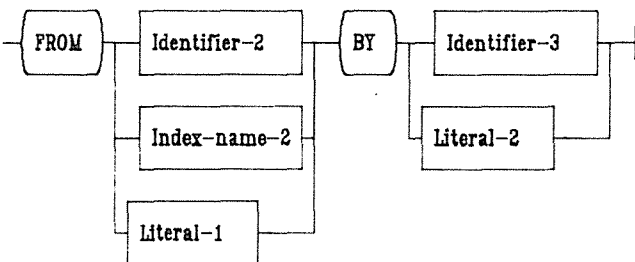 FROM Identifier-2 BY Identifier-3
Index-name-2 Literal-2
Literal-1